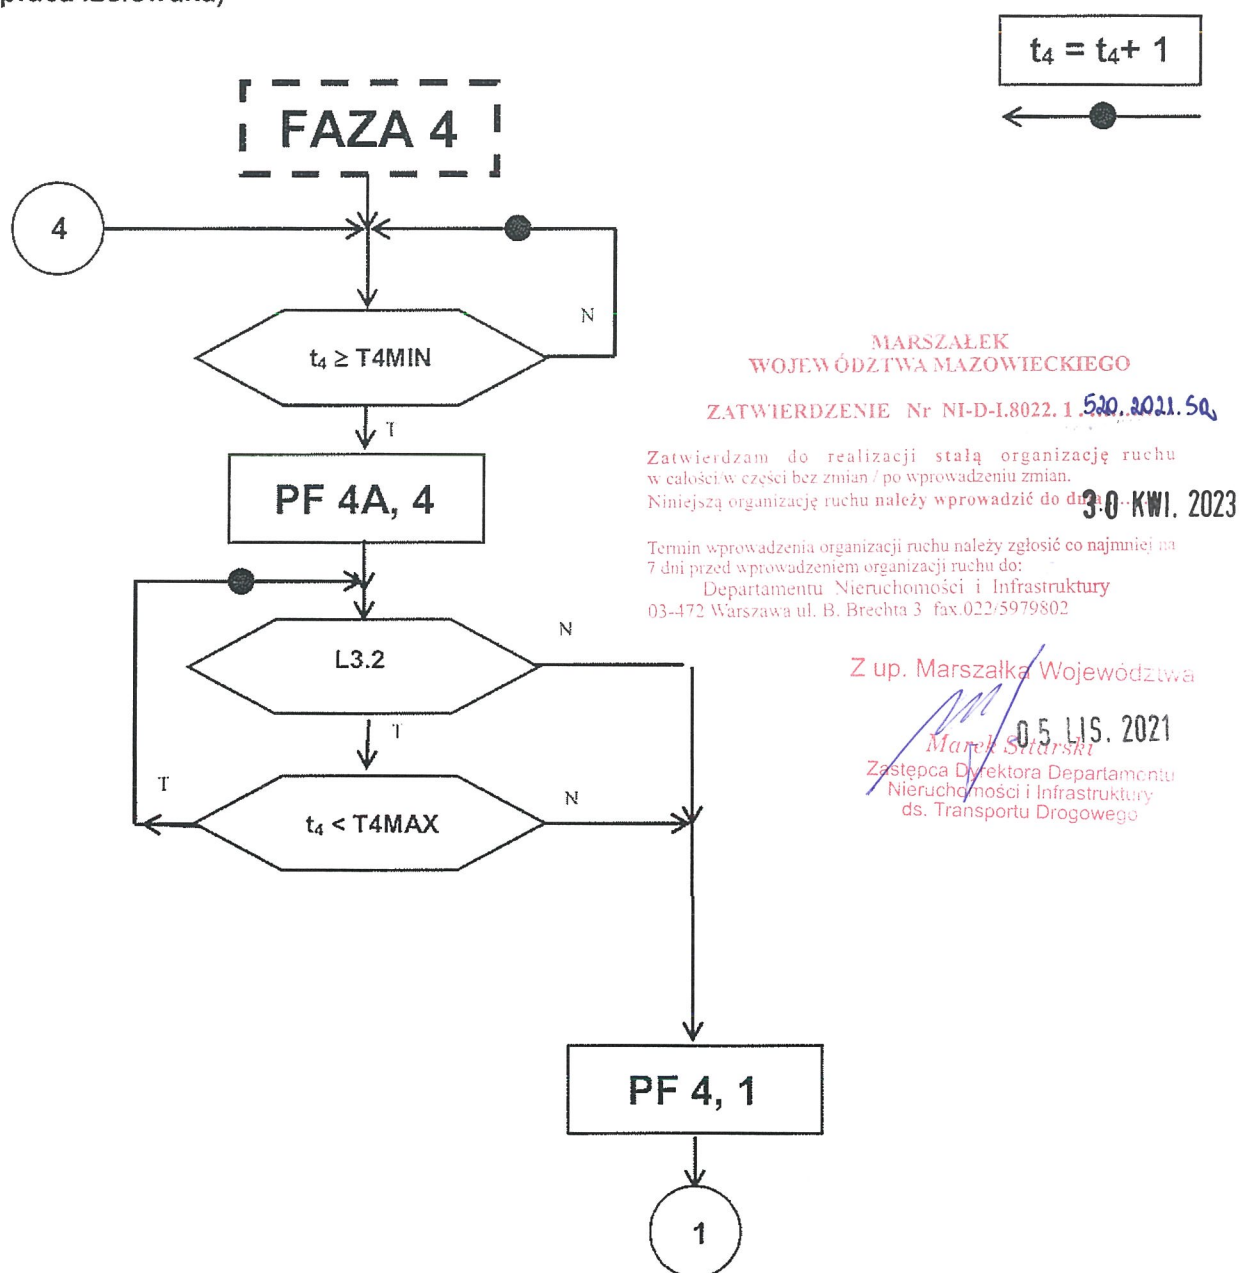 t₄ = t₄+ 1
FAZA 4
4
N
t₄ ≥ T4MIN
T
PF 4A, 4
N
L3.2
T
T
N
t₄ < T4MAX
PF 4, 1
1
MARSZAŁEK
WOJEWÓDZTWA MAZOWIECKIEGO
ZATWIERDZENIE Nr NI-D-I.8022. 1 . 520. 2021. SQ
Zatwierdzam do realizacji stałą organizację ruchu
w całości/w części bez zmian / po wprowadzeniu zmian.
Niniejszą organizację ruchu należy wprowadzić do dnia 30 KWI. 2023
Termin wprowadzenia organizacji ruchu należy zgłosić co najmniej na
7 dni przed wprowadzeniem organizacji ruchu do:
Departamentu Nieruchomości i Infrastruktury
03-472 Warszawa ul. B. Brechta 3 fax.022/5979802
Z up. Marszałka Województwa
05 LIS. 2021
Marek Sitarski
Zastępca Dyrektora Departamentu
Nieruchomości i Infrastruktury
ds. Transportu Drogowego